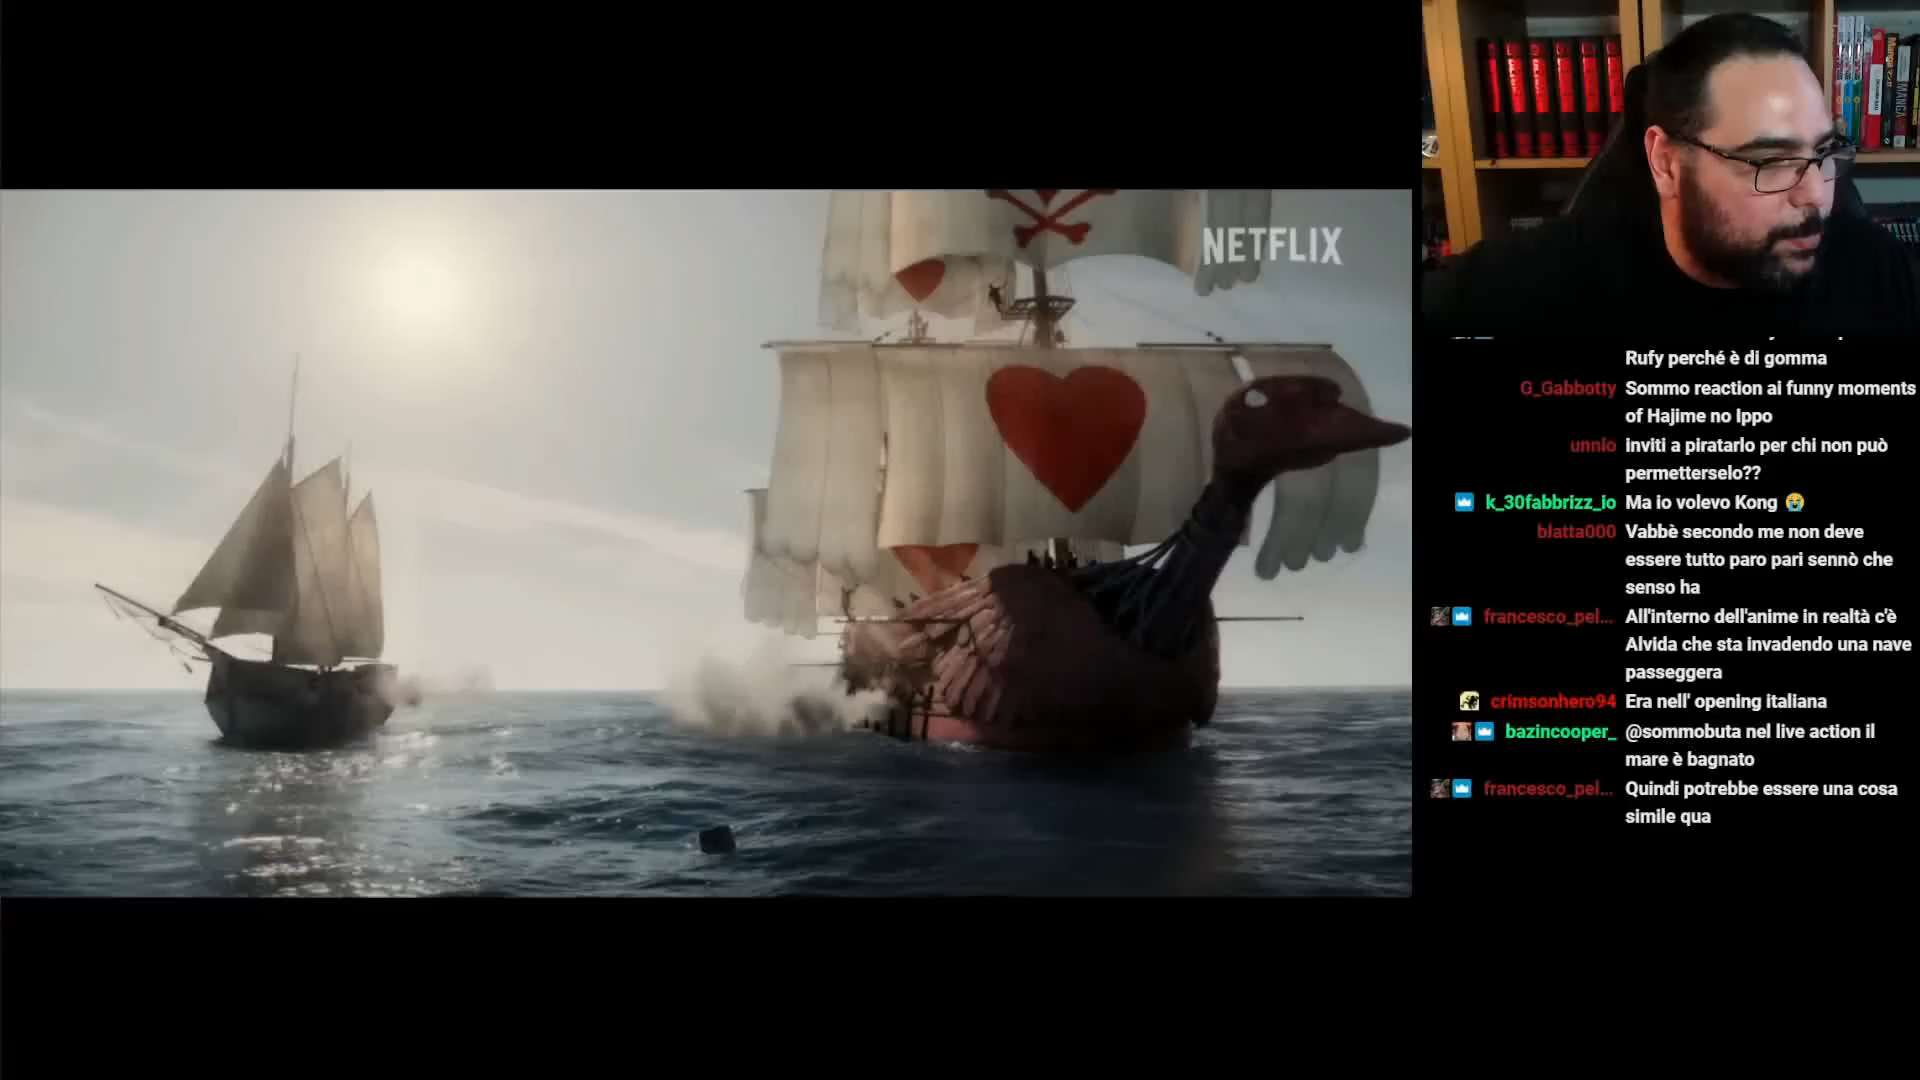 NETFLIX
Rufy perché è di gomma
G_Gabbotty Sommo reaction ai funny moments
of Hajime no Ippo
unnlo inviti a piratarlo per chi non può
permetterselo??
k_30fabbrizz_io Ma io volevo Kong 😭
blatta000 Vabbè secondo me non deve
essere tutto paro pari sennò che
senso ha
francesco_pel... All'interno dell'anime in realtà c'è
Alvida che sta invadendo una nave
passeggera
crimsonhero94 Era nell' opening italiana
bazincooper_ @sommobuta nel live action il
mare è bagnato
francesco_pel... Quindi potrebbe essere una cosa
simile qua
MANGA